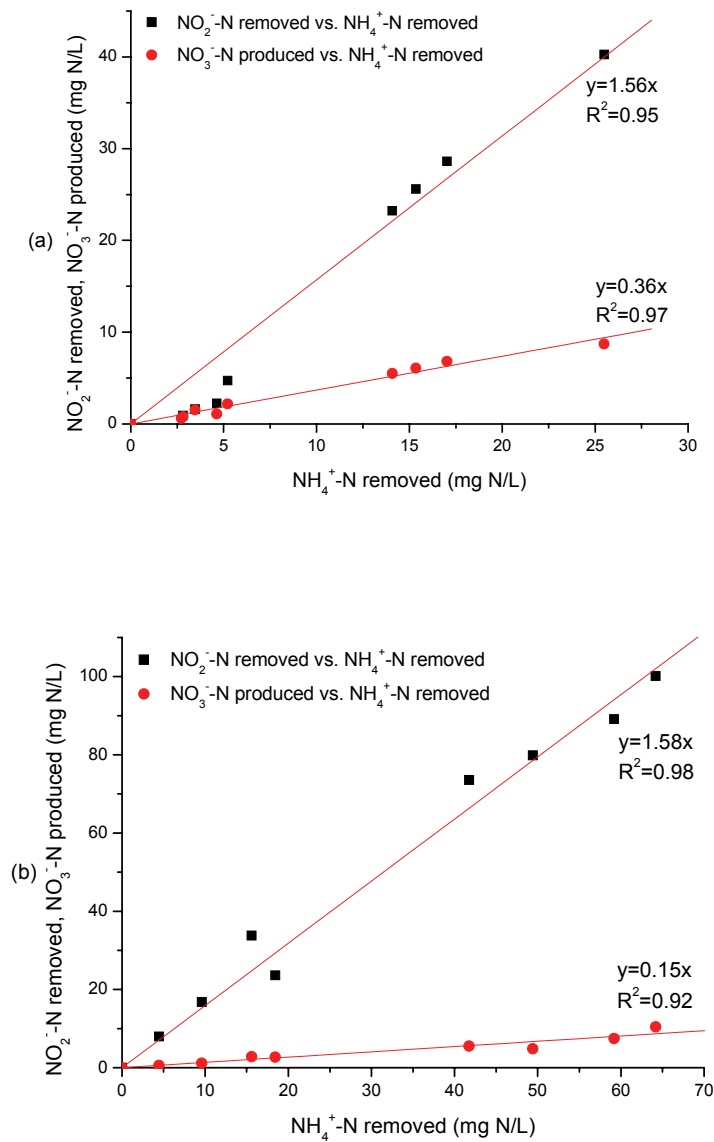 NO₂⁻-N removed vs. NH₄⁺-N removed
NO₃⁻-N produced vs. NH₄⁺-N removed
y=1.56x
R²=0.95
y=0.36x
R²=0.97
(a)
NO₂⁻-N removed, NO₃⁻-N produced (mg N/L)
40
30
20
10
0
0 5 10 15 20 25 30
NH₄⁺-N removed (mg N/L)
NO₂⁻-N removed vs. NH₄⁺-N removed
NO₃⁻-N produced vs. NH₄⁺-N removed
y=1.58x
R²=0.98
y=0.15x
R²=0.92
(b)
NO₂⁻-N removed, NO₃⁻-N produced (mg N/L)
100
80
60
40
20
0
0 10 20 30 40 50 60 70
NH₄⁺-N removed (mg N/L)